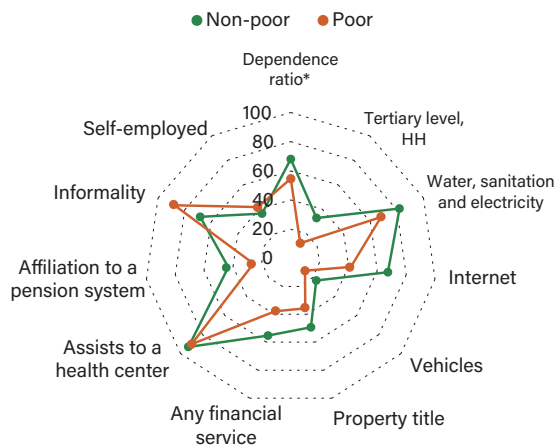 Non-poor Poor
Dependence
ratio*
Tertiary level,
HH
Water, sanitation
and electricity
Internet
Vehicles
Property title
Any financial
service
Assists to a
health center
Affiliation to a
pension system
Informality
Self-employed
100
80
60
40
20
0